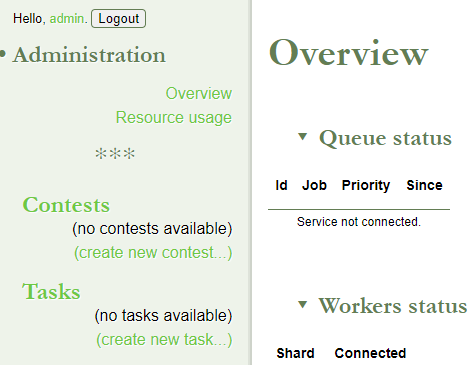 Hello, admin. Logout
Administration
Overview
Resource usage
***
Contests
(no contests available)
(create new contest...)
Tasks
(no tasks available)
(create new task...)
Overview
Queue status
Id Job Priority Since
Service not connected.
Workers status
Shard Connected